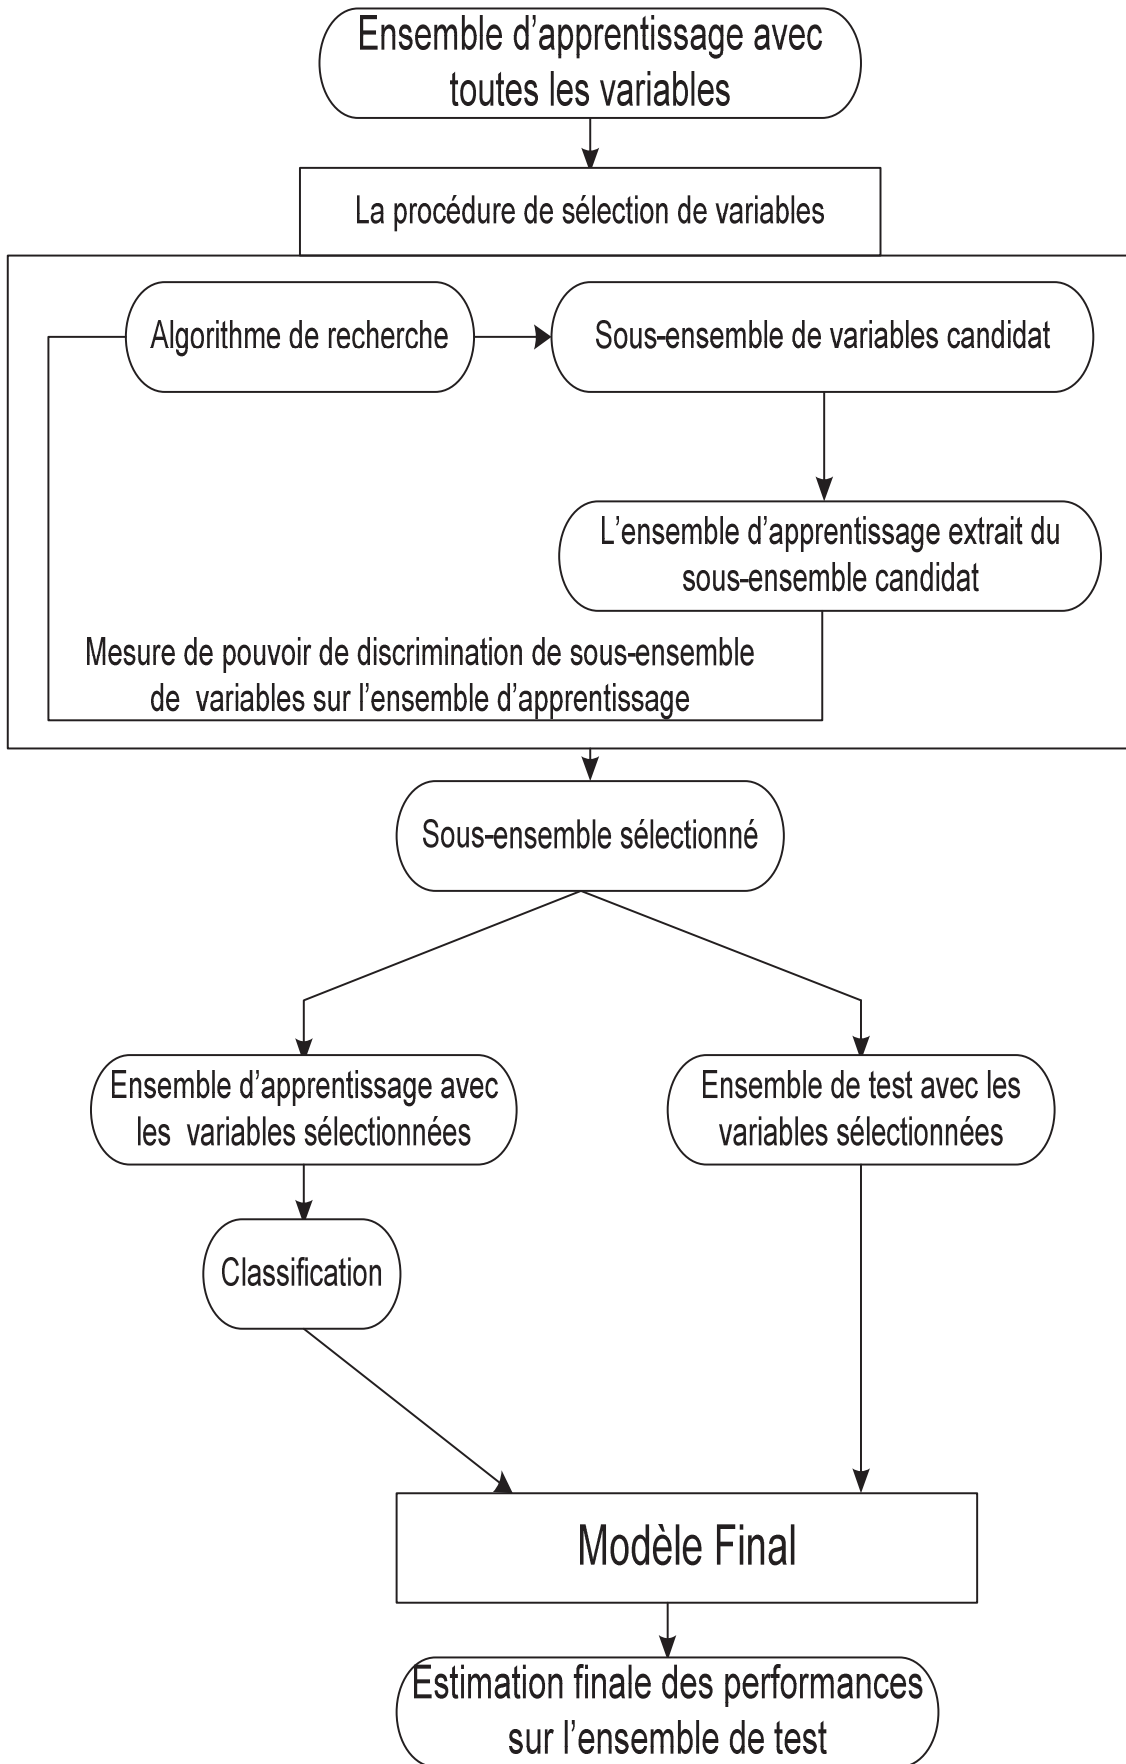 Ensemble d'apprentissage avec
toutes les variables
La procédure de sélection de variables
Algorithme de recherche
Sous-ensemble de variables candidat
L'ensemble d'apprentissage extrait du
sous-ensemble candidat
Mesure de pouvoir de discrimination de sous-ensemble
de variables sur l'ensemble d'apprentissage
Sous-ensemble sélectionné
Ensemble d'apprentissage avec
les variables sélectionnées
Ensemble de test avec les
variables sélectionnées
Classification
Modèle Final
Estimation finale des performances
sur l'ensemble de test